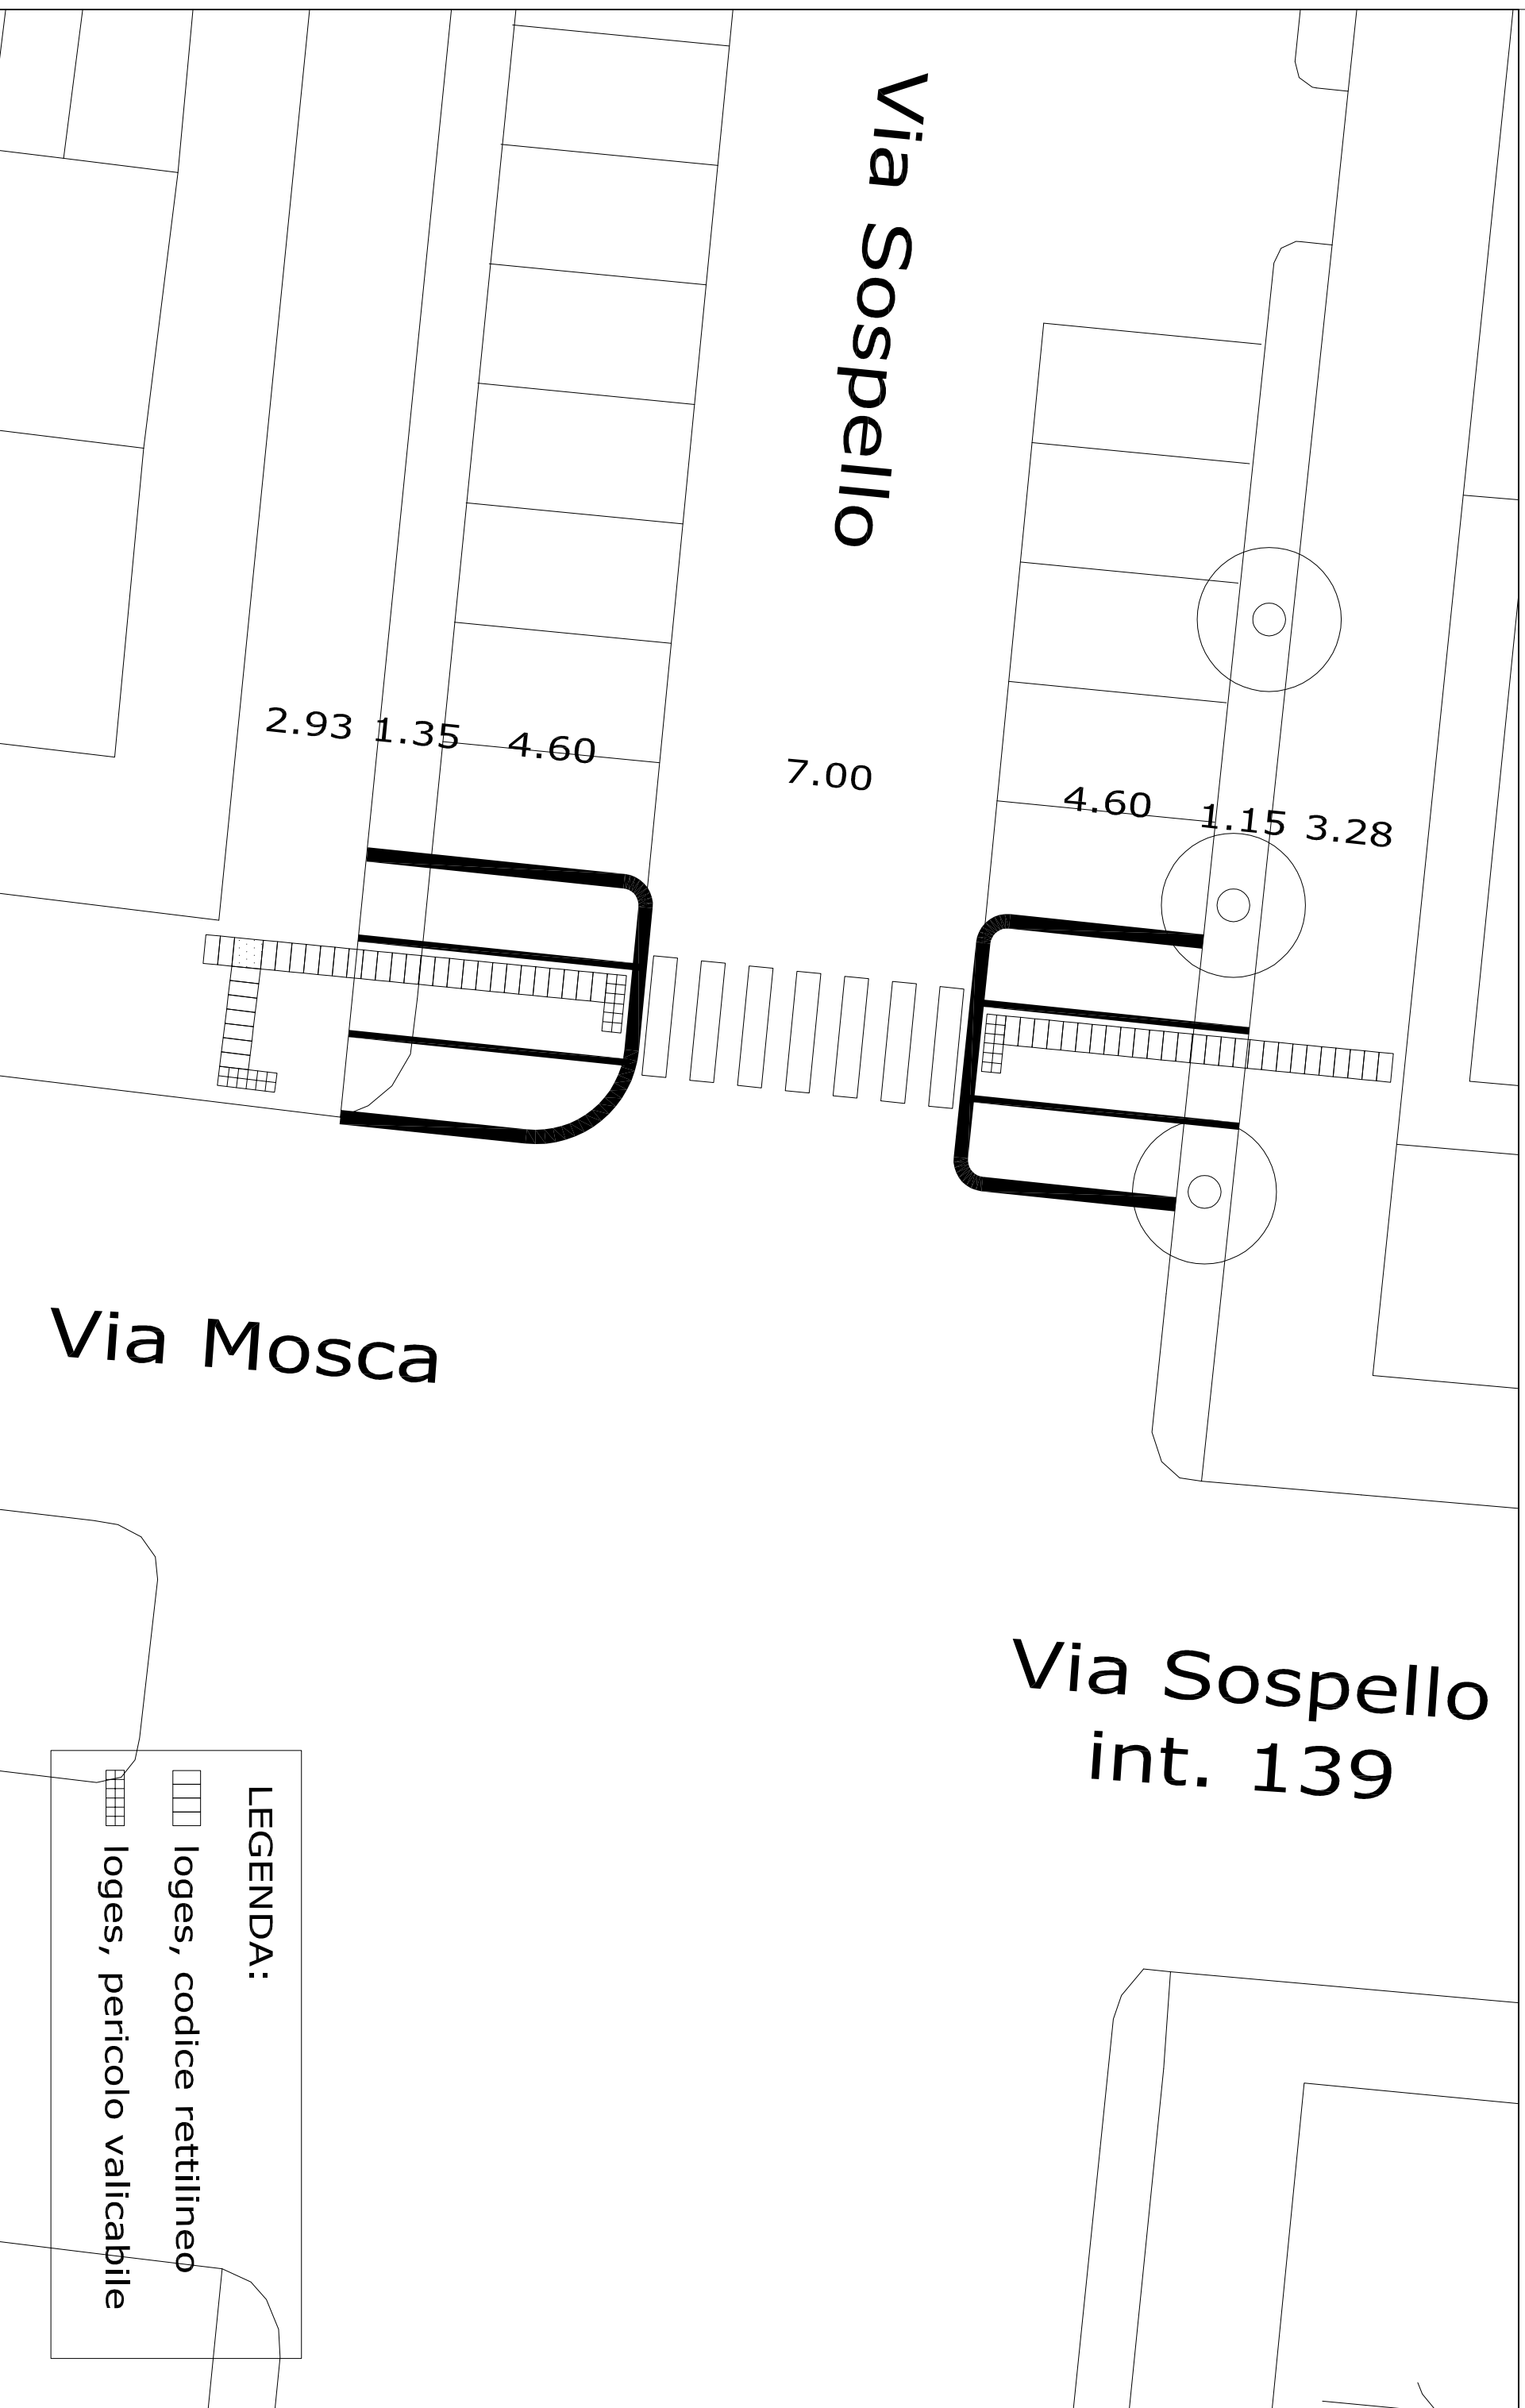 Via Sospello
2.93 1.35 4.60 7.00 4.60 1.15 3.28
Via Mosca
Via Sospello
int. 139
LEGENDA:
loges, codice rettilineo
loges, pericolo valicabile